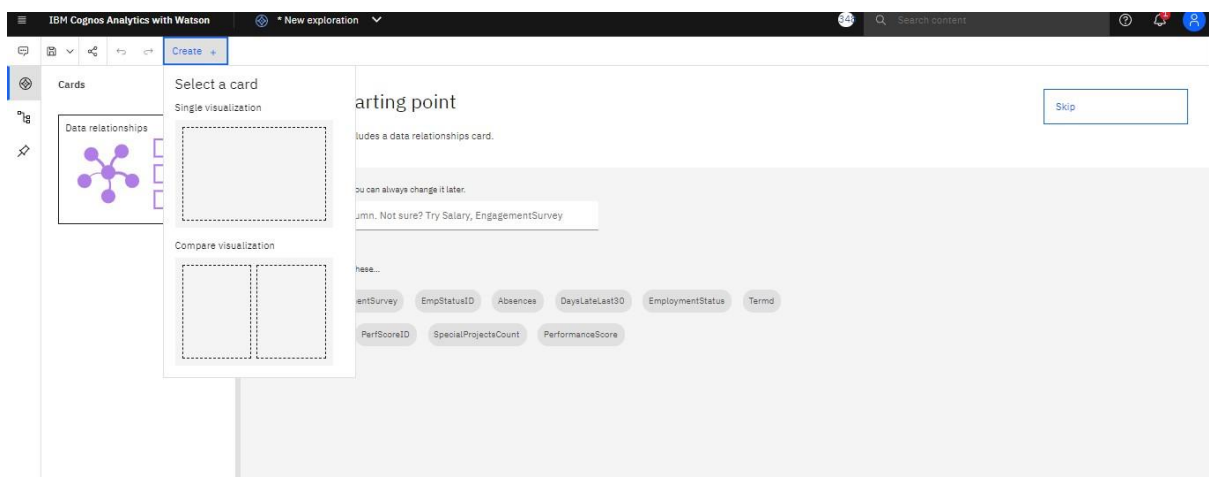 IBM Cognos Analytics with Watson
* New exploration
348
Search content
Create +
Cards
Data relationships
Select a card
Single visualization
Compare visualization
arting point
ludes a data relationships card.
Skip
ou can always change it later.
umn. Not sure? Try Salary, EngagementSurvey
hese...
entSurvey EmpStatusID Absences DaysLateLast30 EmploymentStatus Termd
PerfScoreID SpecialProjectsCount PerformanceScore